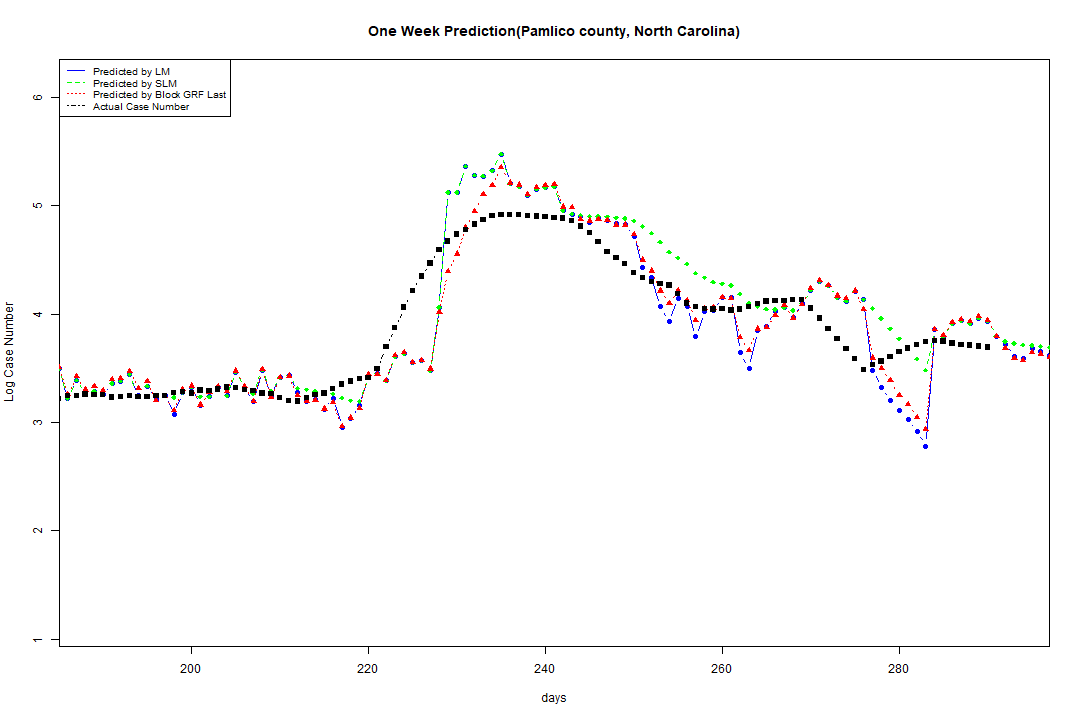 One Week Prediction(Pamlico county, North Carolina)
Predicted by LM
Predicted by SLM
Predicted by Block GRF Last
Actual Case Number
6
5
4
3
2
1
Log Case Number
200
220
240
260
280
days